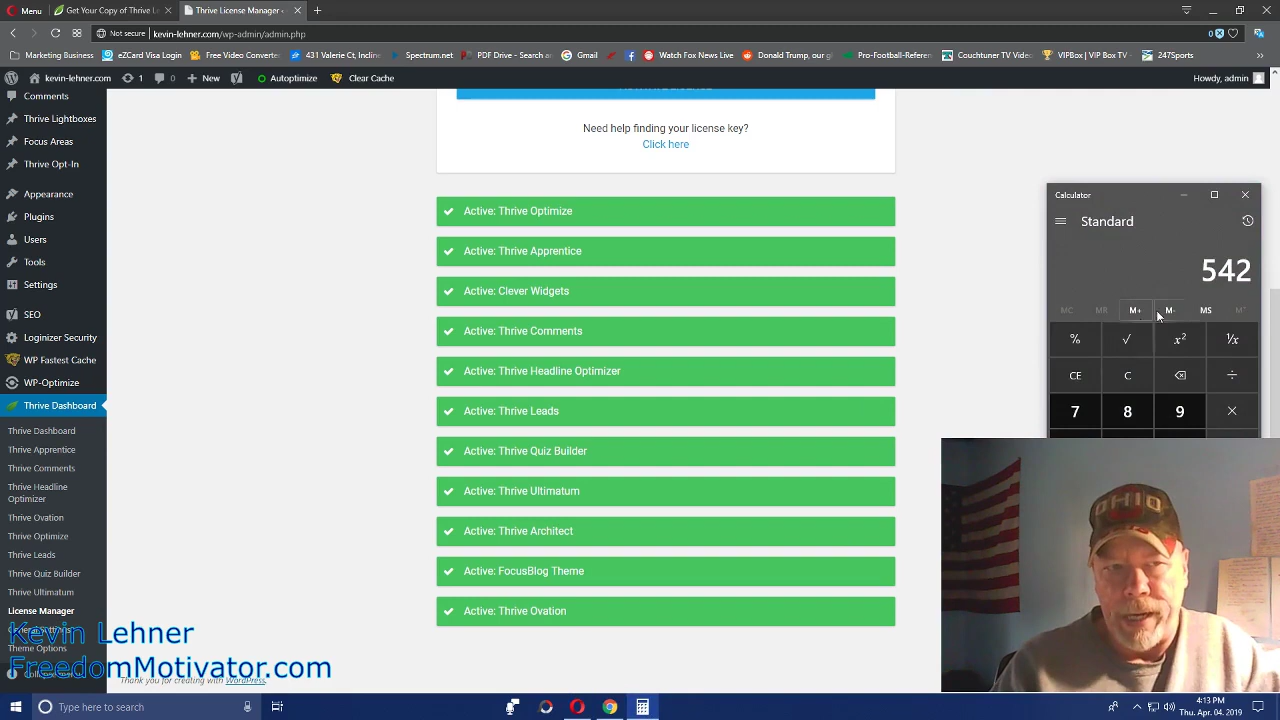 Menu
Get Your Copy of Thrive L
Thrive License Manager ‹
Not secure kevin-lehner.com/wp-admin/admin.php
0
Business
Local Marketing
eZCard Visa Login
Free Video Converte
431 Valerie Ct, Incline
Spectrum.net
PDF Drive - Search an
Gmail
Watch Fox News Live
Reddit
Donald Trump, our gl
Pro-Football-Referen
Couchtuner TV Video
VIPBox | VIPBox TV
247Sports
kevin-lehner.com
1
0
New
Autoptimize
Clear Cache
Howdy, admin
Comments
Thrive Lightboxes
Focus Areas
Thrive Opt-In
Appearance
Plugins
Users
Tools
Settings
SEO
Loginizer Security
WP Fastest Cache
WP-Optimize
Thrive Dashboard
Thrive Dashboard
Thrive Apprentice
Thrive Comments
Thrive Headline
Optimizer
Thrive Ovation
Thrive Optimize
Thrive Leads
Thrive Quiz Builder
Thrive Ultimatum
License Manager
Theme Options
Need help finding your license key?
Click here
Active: Thrive Optimize
Active: Thrive Apprentice
Active: Clever Widgets
Active: Thrive Comments
Active: Thrive Headline Optimizer
Active: Thrive Leads
Active: Thrive Quiz Builder
Active: Thrive Ultimatum
Active: Thrive Architect
Active: FocusBlog Theme
Active: Thrive Ovation
Thank you for creating with WordPress.
Calculator
Standard
542
MC MR M+ M- MS M˅
% √ x² ¹/x
CE C ÷
7 8 9 ×
OHIO
Kevin Lehner
FreedomMotivator.com
Type here to search
4:13 PM
Thu. Apr. 04, 2019